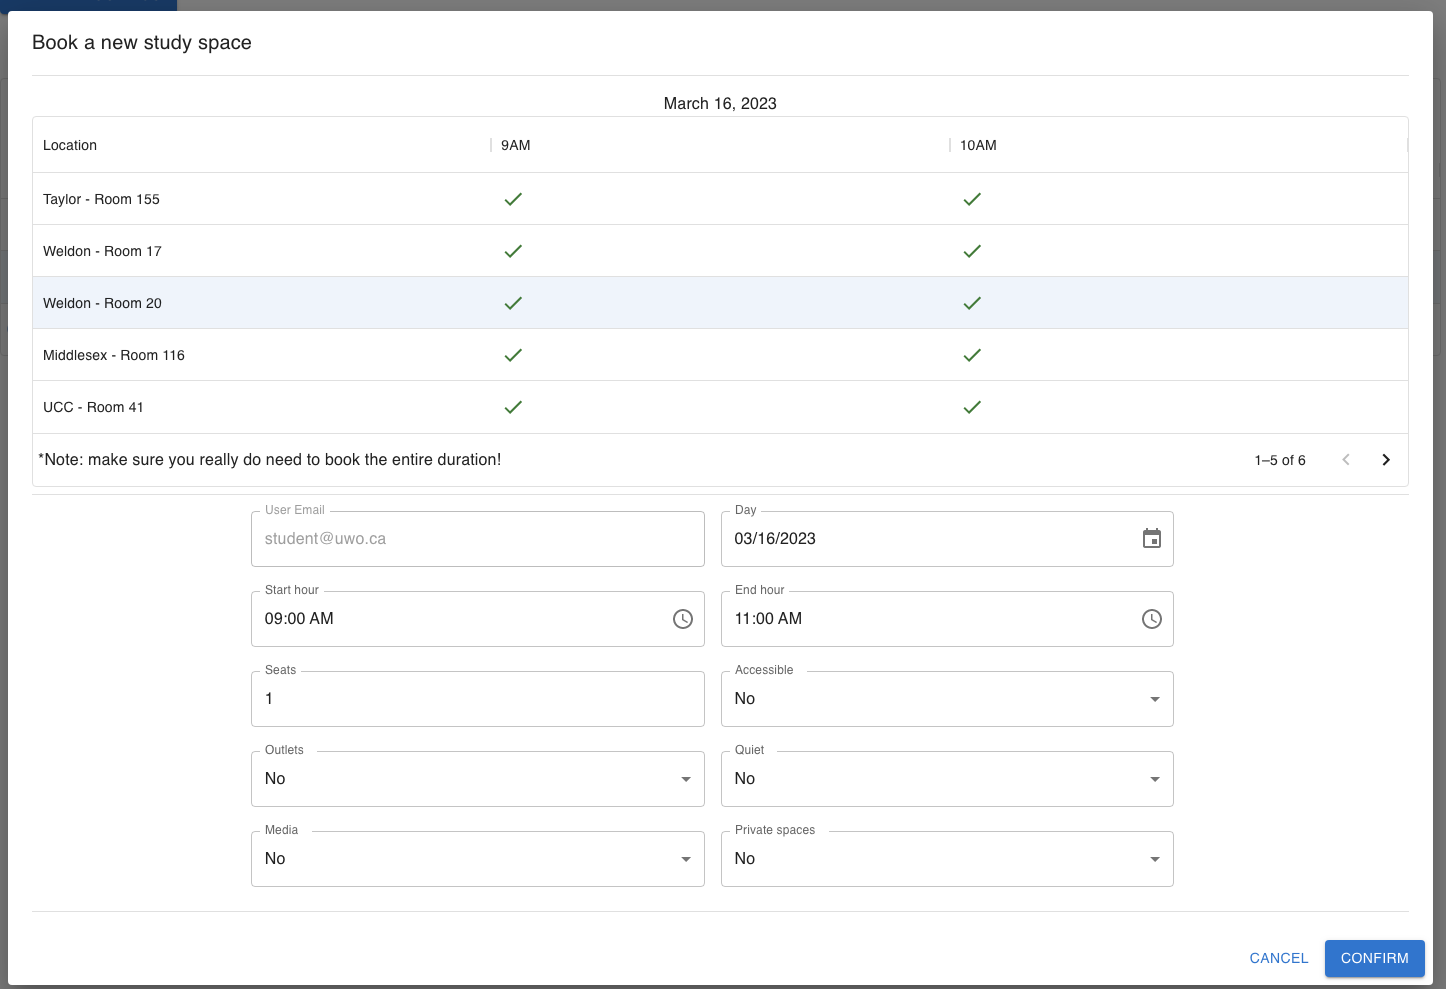 Book a new study space
March 16, 2023
Location 9AM 10AM
Taylor - Room 155
Weldon - Room 17
Weldon - Room 20
Middlesex - Room 116
UCC - Room 41
*Note: make sure you really do need to book the entire duration! 1–5 of 6
User Email Day
student@uwo.ca 03/16/2023
Start hour End hour
09:00 AM 11:00 AM
Seats Accessible
1 No
Outlets Quiet
No No
Media Private spaces
No No
CANCEL CONFIRM